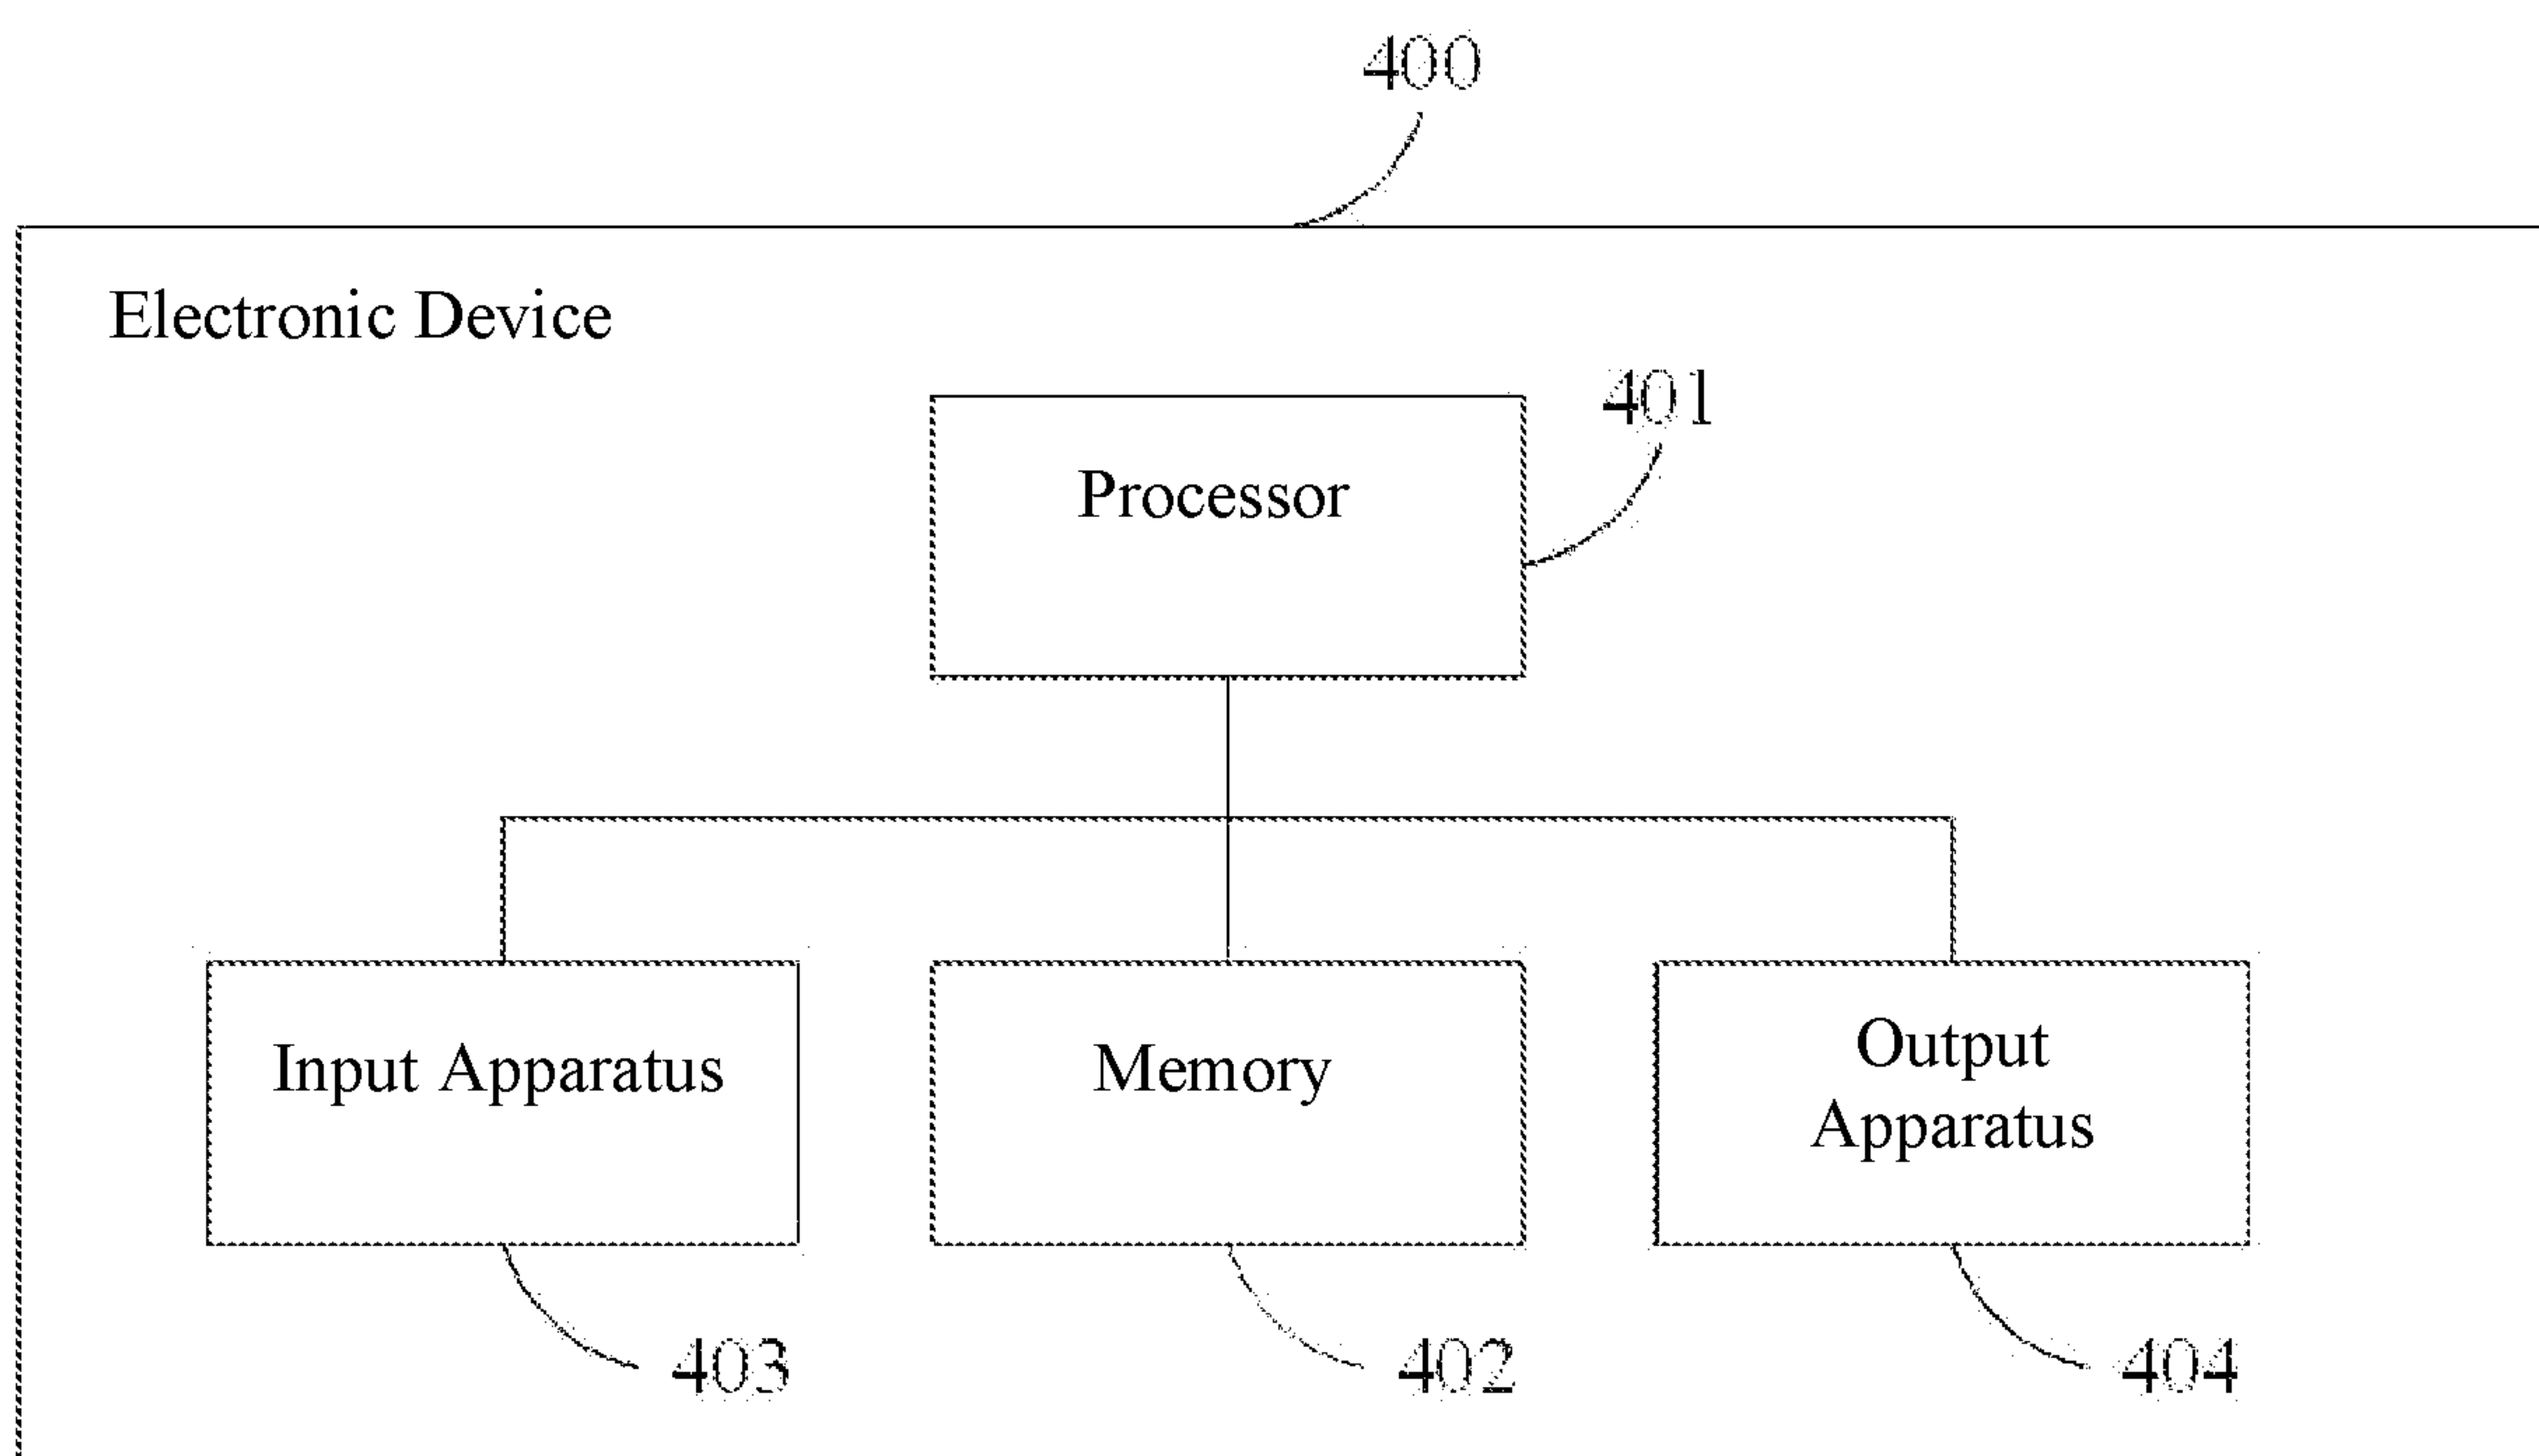 400
Electronic Device
401
Processor
Input Apparatus
Memory
Output
Apparatus
403
402
404